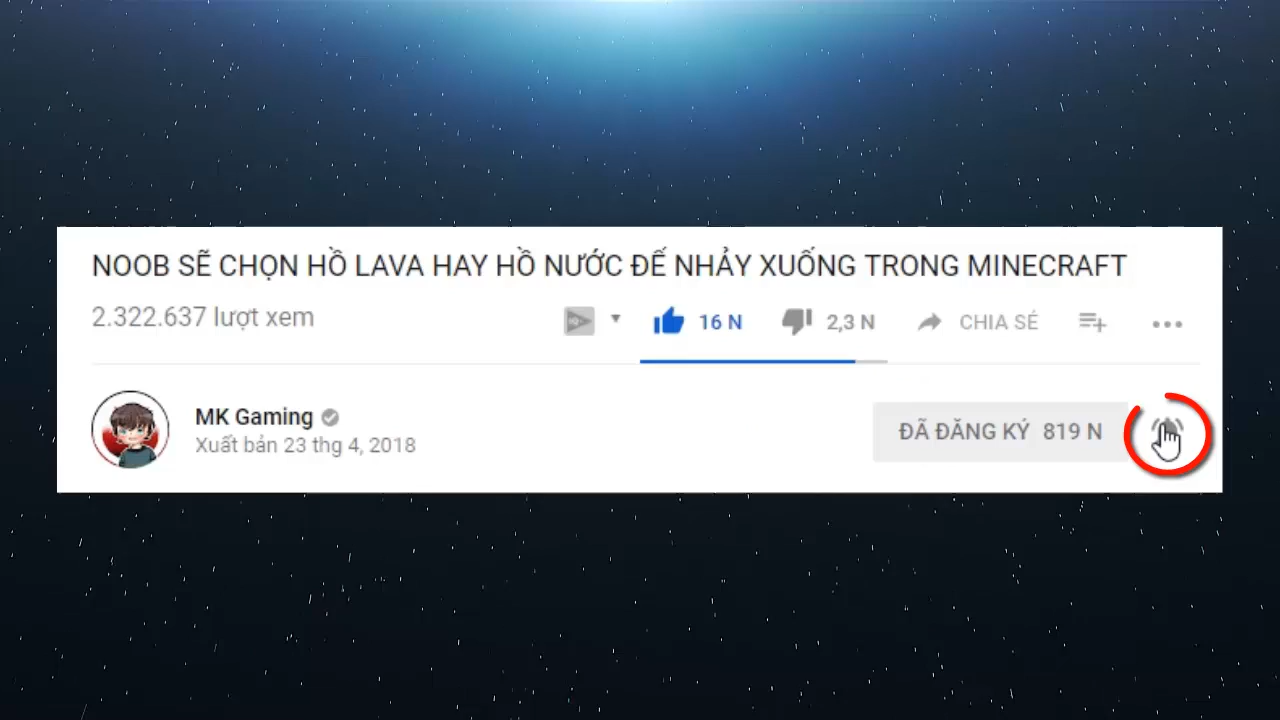 NOOB SẼ CHỌN HỒ LAVA HAY HỒ NƯỚC ĐẾ NHẢY XUỐNG TRONG MINECRAFT
2.322.637 lượt xem
16 N 2,3 N CHIA SẺ
MK Gaming
Xuất bản 23 thg 4, 2018
ĐÃ ĐĂNG KÝ 819 N